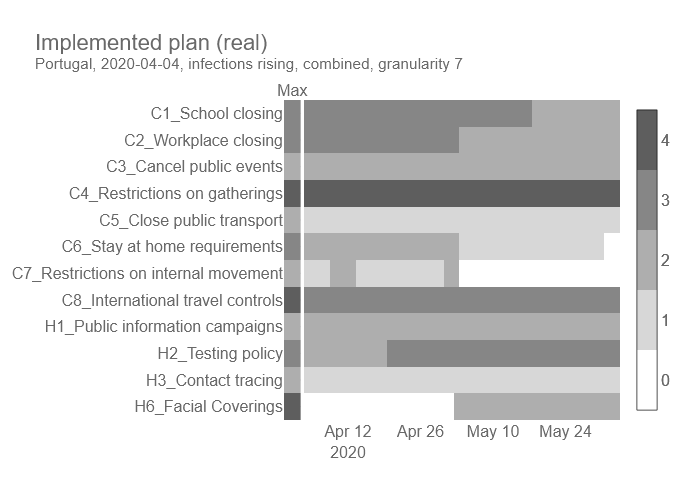 Implemented plan (real)
Portugal, 2020-04-04, infections rising, combined, granularity 7
Max
C1_School closing
C2_Workplace closing
C3_Cancel public events
C4_Restrictions on gatherings
C5_Close public transport
C6_Stay at home requirements
C7_Restrictions on internal movement
C8_International travel controls
H1_Public information campaigns
H2_Testing policy
H3_Contact tracing
H6_Facial Coverings
Apr 12
2020
Apr 26
May 10
May 24
4
3
2
1
0